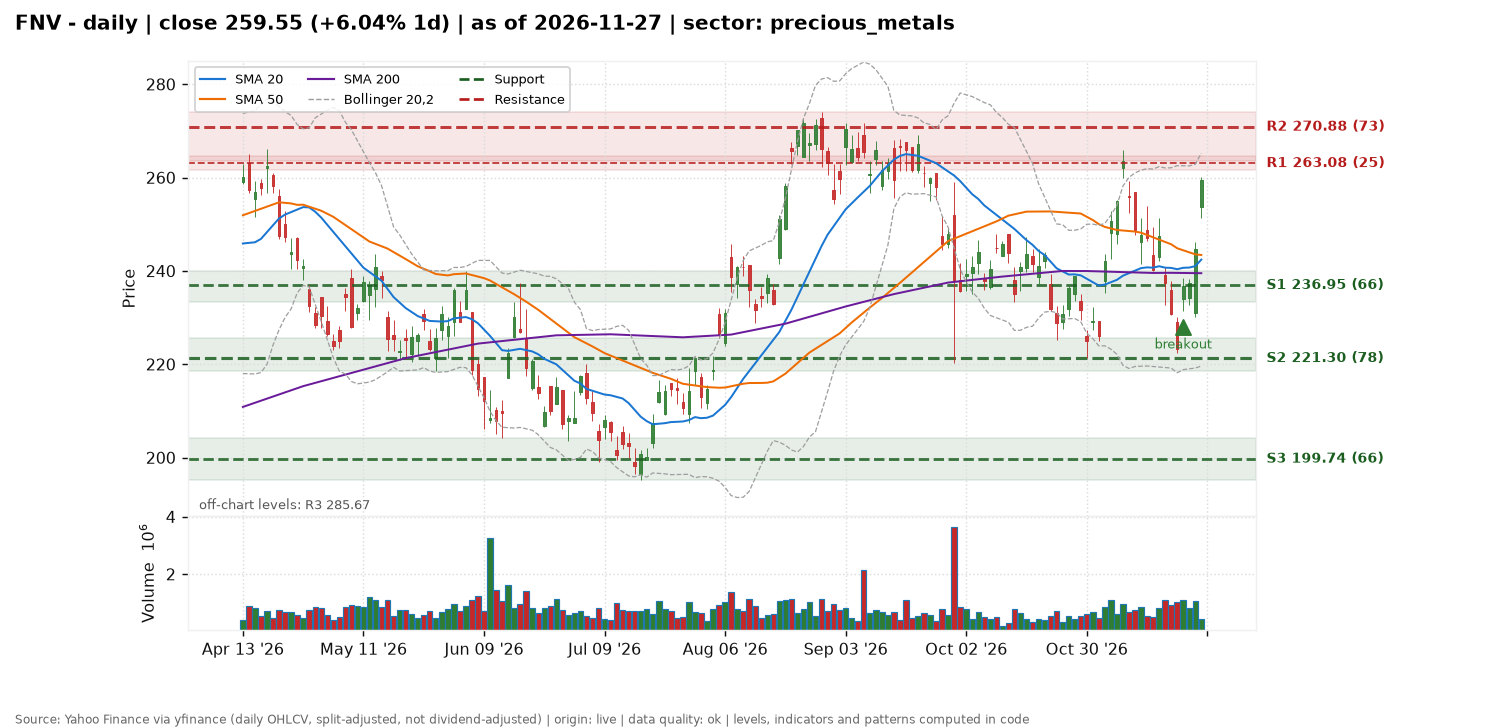 FNV - daily | close 259.55 (+6.04% 1d) | as of 2026-11-27 | sector: precious_metals
SMA 20
SMA 50
SMA 200
Bollinger 20,2
Support
Resistance
Price
280
260
240
220
200
R2 270.88 (73)
R1 263.08 (25)
S1 236.95 (66)
breakout
S2 221.30 (78)
S3 199.74 (66)
off-chart levels: R3 285.67
Volume 10⁶
4
2
Apr 13 '26
May 11 '26
Jun 09 '26
Jul 09 '26
Aug 06 '26
Sep 03 '26
Oct 02 '26
Oct 30 '26
Source: Yahoo Finance via yfinance (daily OHLCV, split-adjusted, not dividend-adjusted) | origin: live | data quality: ok | levels, indicators and patterns computed in code